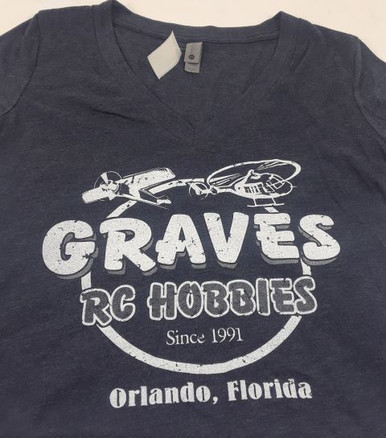 GRAVES
RC HOBBIES
Since 1991
Orlando, Florida